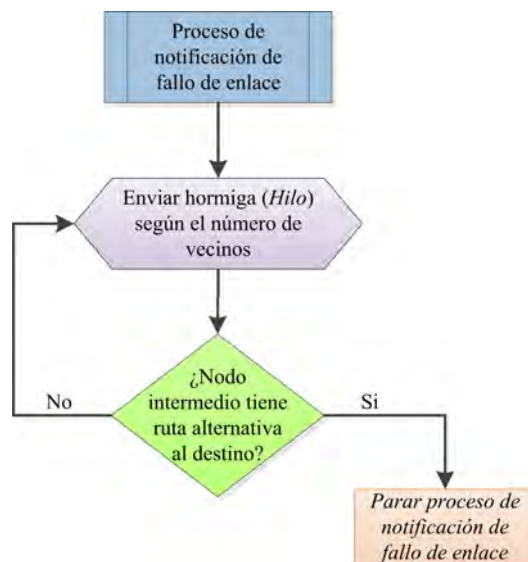 Proceso de
notificación de
fallo de enlace
Enviar hormiga (Hilo)
según el número de
vecinos
¿Nodo
intermedio tiene
ruta alternativa
al destino?
No
Si
Parar proceso de
notificación de
fallo de enlace